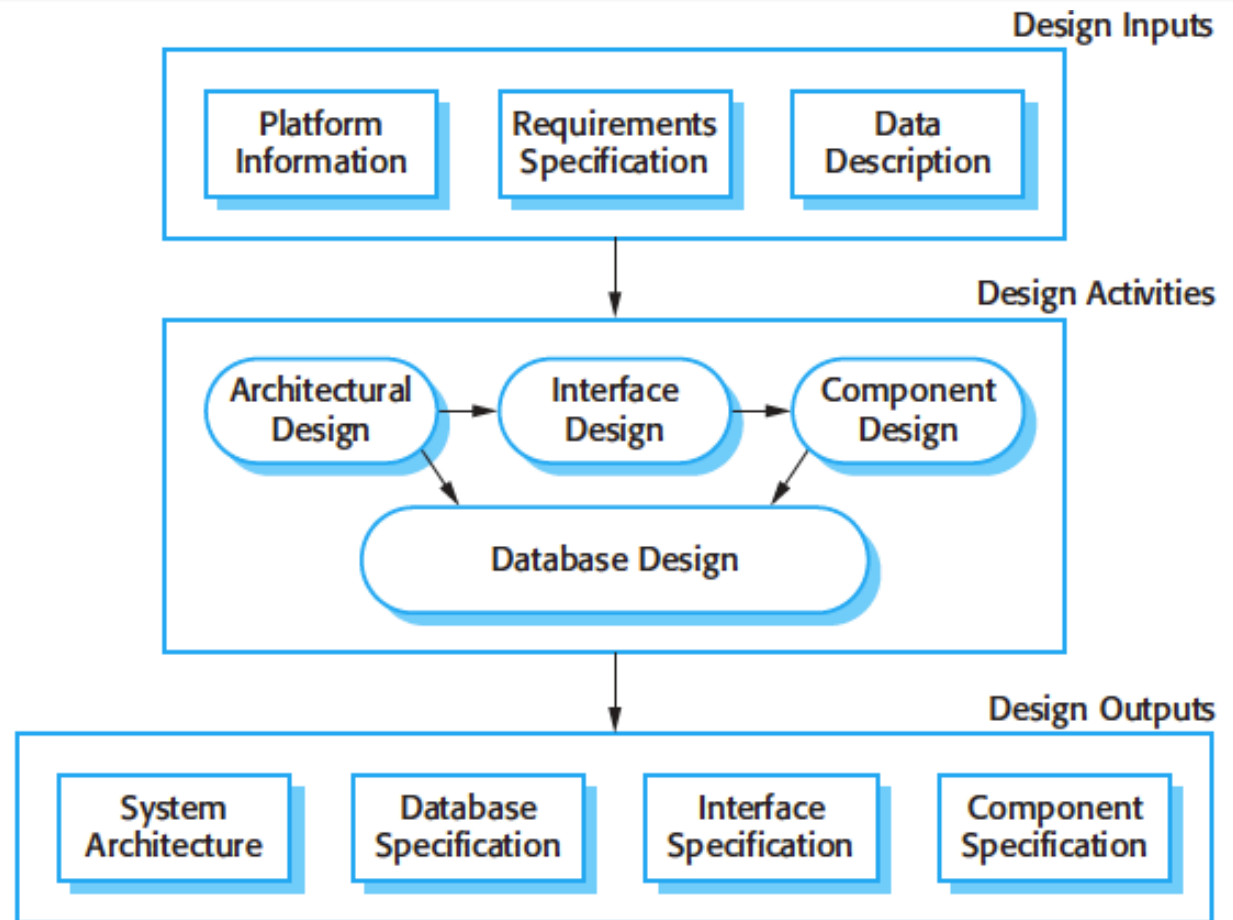 Design Inputs
Platform
Information
Requirements
Specification
Data
Description
Design Activities
Architectural
Design
Interface
Design
Component
Design
Database Design
Design Outputs
System
Architecture
Database
Specification
Interface
Specification
Component
Specification